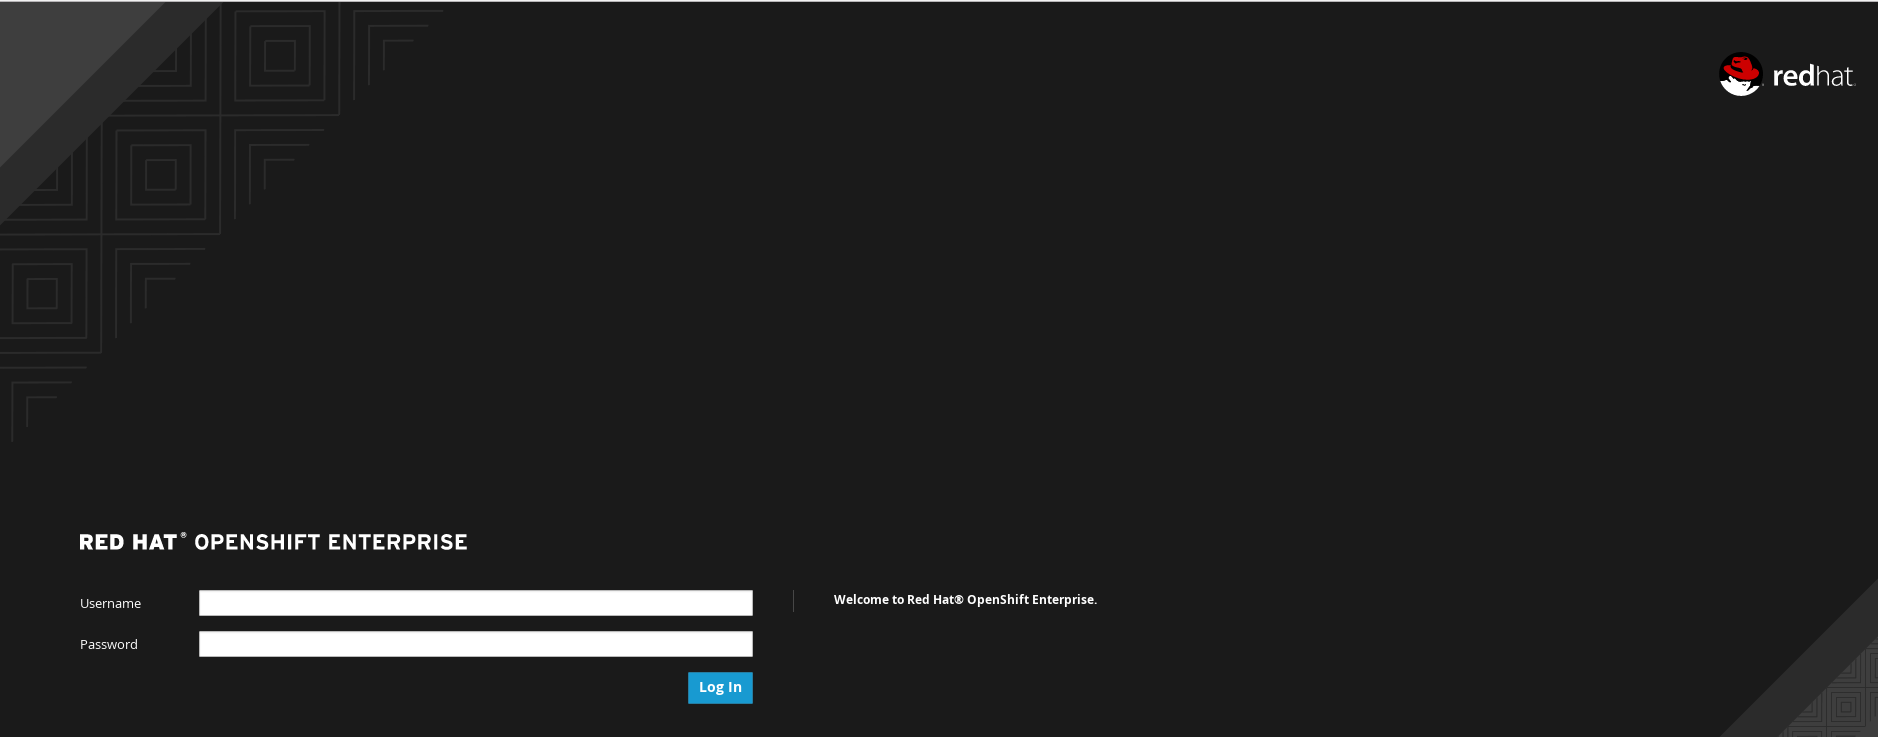 redhat
RED HAT® OPENSHIFT ENTERPRISE
Username
Welcome to Red Hat® OpenShift Enterprise.
Password
Log In